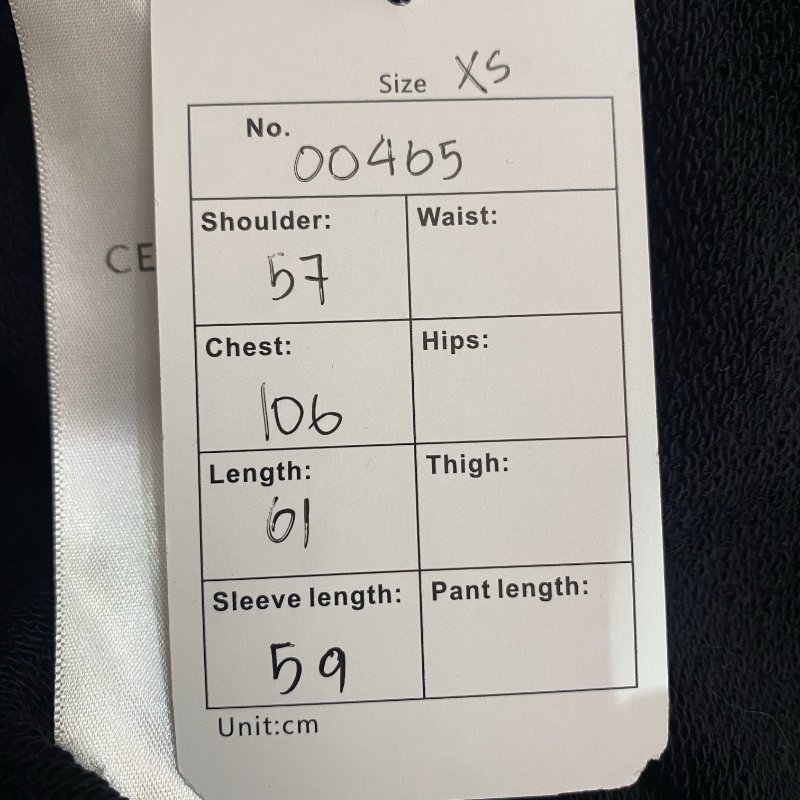 Size XS
No.
00465
Shoulder:
57
Waist:
Chest:
106
Hips:
Length:
61
Thigh:
Sleeve length:
59
Pant length:
Unit:cm
CE